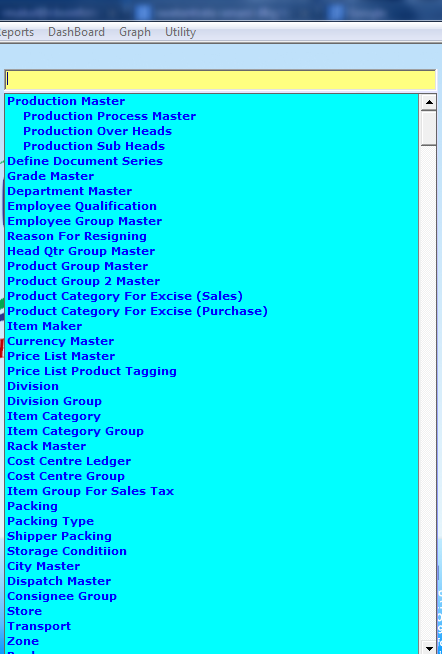 eports DashBoard Graph Utility
Production Master
Production Process Master
Production Over Heads
Production Sub Heads
Define Document Series
Grade Master
Department Master
Employee Qualification
Employee Group Master
Reason For Resigning
Head Qtr Group Master
Product Group Master
Product Group 2 Master
Product Category For Excise (Sales)
Product Category For Excise (Purchase)
Item Maker
Currency Master
Price List Master
Price List Product Tagging
Division
Division Group
Item Category
Item Category Group
Rack Master
Cost Centre Ledger
Cost Centre Group
Item Group For Sales Tax
Packing
Packing Type
Shipper Packing
Storage Conditiion
City Master
Dispatch Master
Consignee Group
Store
Transport
Zone